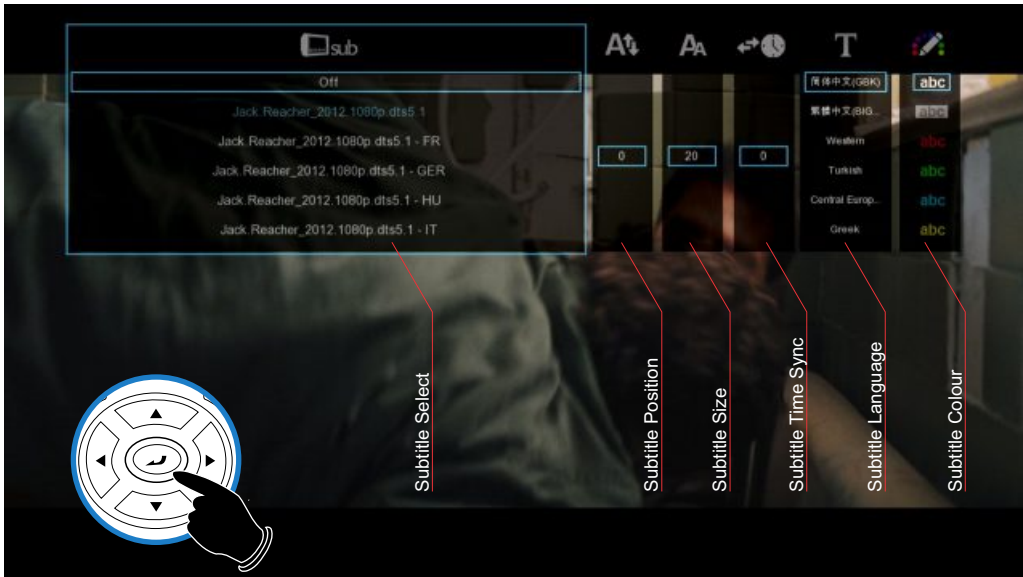 sub
Off
Jack.Reacher_2012.1080p.dts5.1
Jack.Reacher_2012.1080p.dts5.1 - FR
Jack.Reacher_2012.1080p.dts5.1 - GER
Jack.Reacher_2012.1080p.dts5.1 - HU
Jack.Reacher_2012.1080p.dts5.1 - IT
A
0
AA
20
0
T
简体中文(GBK)
繁體中文(BIG...
Western
Turkish
Central Europ...
Greek
abc
abc
abc
abc
abc
abc
Subtitle Select
Subtitle Position
Subtitle Size
Subtitle Time Sync
Subtitle Language
Subtitle Colour